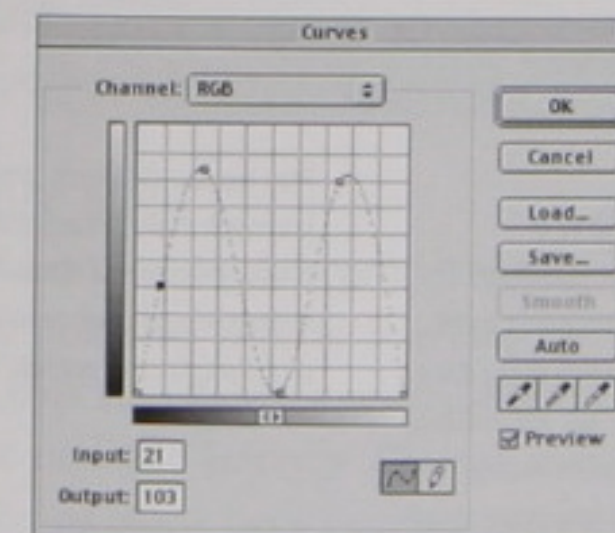 Curves
Channel: RGB
OK
Cancel
Load...
Save...
Smooth
Auto
Preview
Input: 21
Output: 103